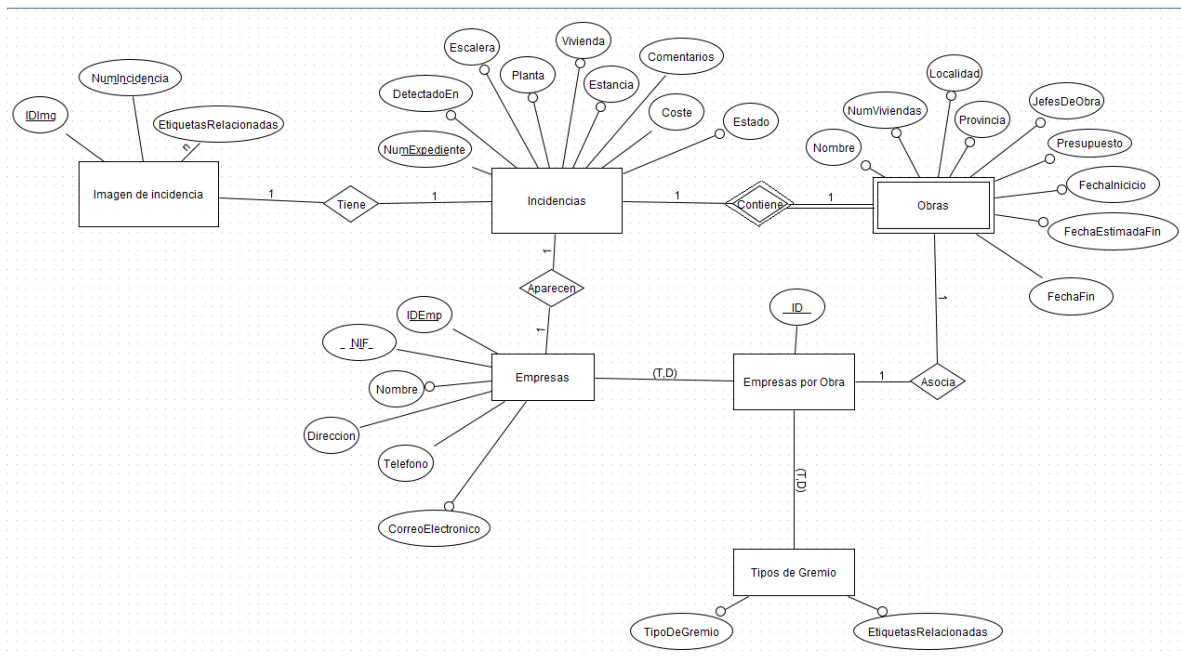 Escalera
Vivienda
Comentarios
Planta
Estancia
DetectadoEn
Coste
Estado
NumExpediente
NumIncidencia
IDImg
EtiquetasRelacionadas
n
Localidad
NumViviendas
JefesDeObra
Provincia
Nombre
Presupuesto
FechaInicicio
FechaEstimadaFin
FechaFin
Imagen de incidencia
1
Tiene
1
Incidencias
1
Contiene
1
Obras
1
Aparecen
1
1
Asocia
1
IDEmp
NIF
Nombre
Direccion
Telefono
CorreoElectronico
Empresas
(T,D)
ID
Empresas por Obra
(T,D)
Tipos de Gremio
TipoDeGremio
EtiquetasRelacionadas